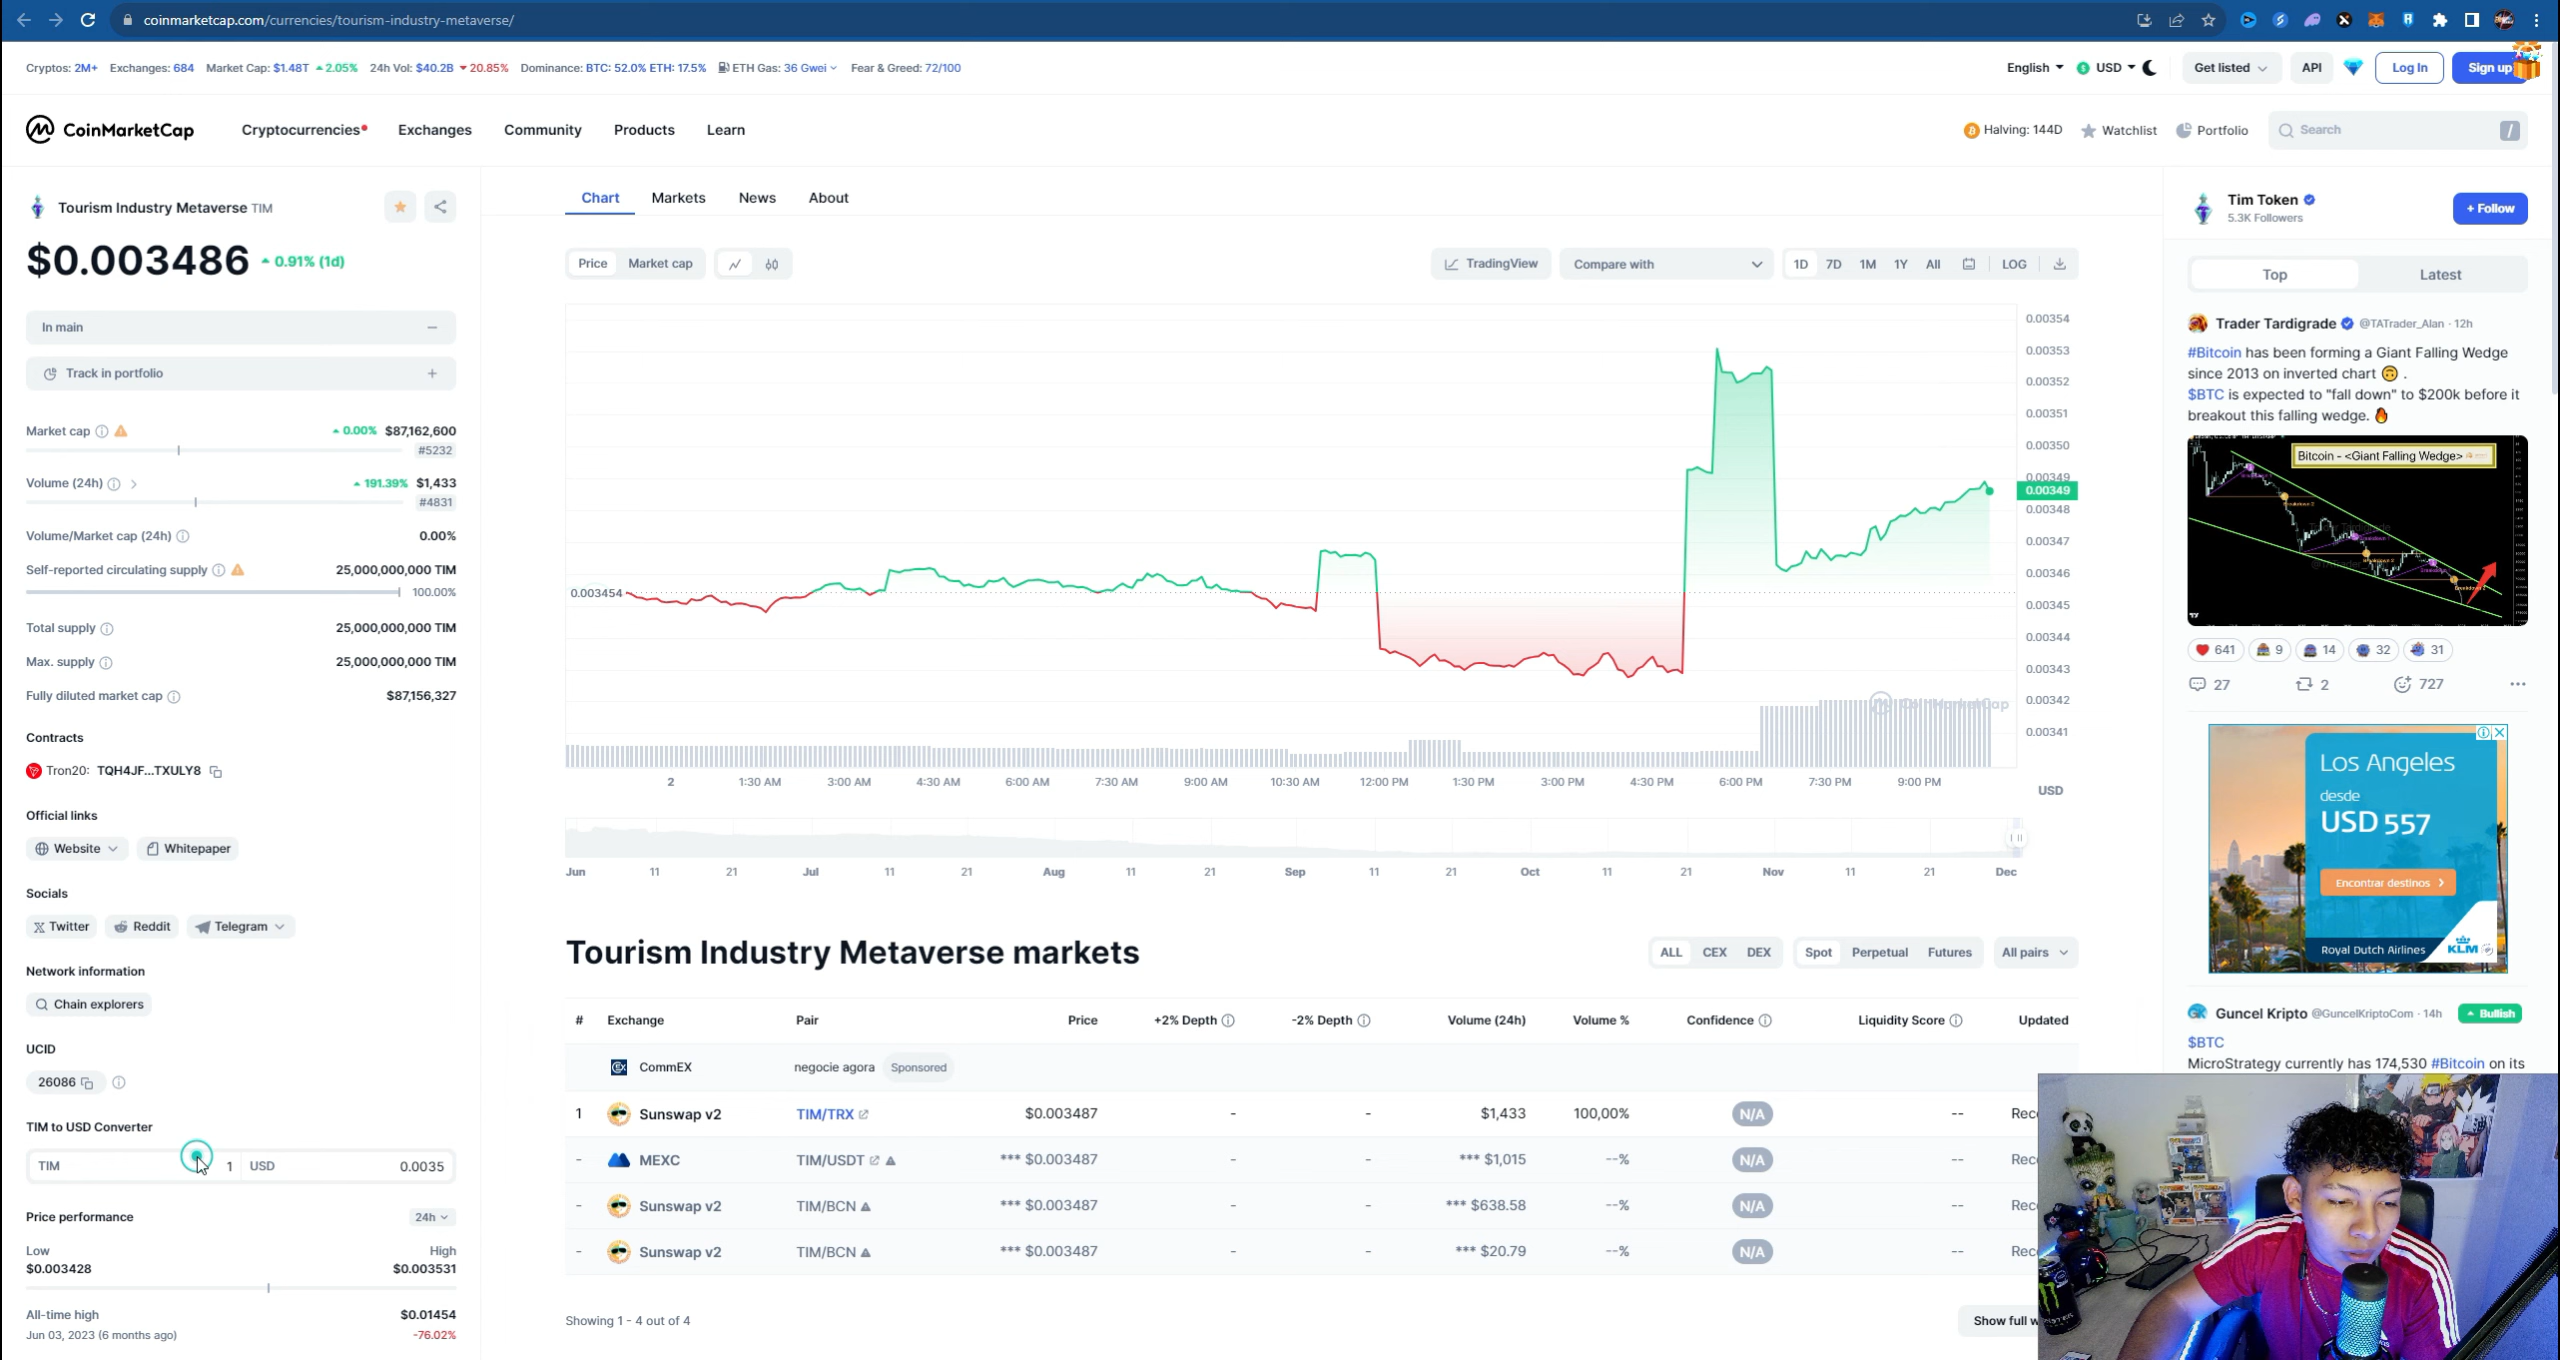 coinmarketcap.com/currencies/tourism-industry-metaverse/
Cryptos: 2M+ Exchanges: 684 Market Cap: $1.48T 2.05% 24h Vol: $40.2B 20.85% Dominance: BTC: 52.0% ETH: 17.5% ETH Gas: 36 Gwei Fear & Greed: 72/100
English USD Get listed API Log In Sign up
CoinMarketCap Cryptocurrencies Exchanges Community Products Learn
Halving: 144D Watchlist Portfolio Search /
Tourism Industry Metaverse TIM
$0.003486 0.91% (1d)
In main
Track in portfolio
Market cap 0.00% $87,162,600
#5232
Volume (24h) 191.39% $1,433
#4831
Volume/Market cap (24h) 0.00%
Self-reported circulating supply 25,000,000,000 TIM
100.00%
Total supply 25,000,000,000 TIM
Max. supply 25,000,000,000 TIM
Fully diluted market cap $87,156,327
Contracts
Tron20: TQH4JF...TXULY8
Official links
Website Whitepaper
Socials
Twitter Reddit Telegram
Network information
Chain explorers
UCID
26086
TIM to USD Converter
TIM 1 USD 0.0035
Price performance 24h
Low High
$0.003428 $0.003531
All-time high $0.01454
Jun 03, 2023 (6 months ago) -76.02%
Chart Markets News About
Price Market cap
TradingView Compare with 1D 7D 1M 1Y All LOG
0.00354
0.00353
0.00352
0.00351
0.00350
0.00349
0.00349
0.00348
0.00347
0.00346
0.003454
0.00345
0.00344
0.00343
0.00342
0.00341
CoinMarketCap
2 1:30 AM 3:00 AM 4:30 AM 6:00 AM 7:30 AM 9:00 AM 10:30 AM 12:00 PM 1:30 PM 3:00 PM 4:30 PM 6:00 PM 7:30 PM 9:00 PM
USD
Jun 11 21 Jul 11 21 Aug 11 21 Sep 11 21 Oct 11 21 Nov 11 21 Dec
Tourism Industry Metaverse markets
ALL CEX DEX Spot Perpetual Futures All pairs
# Exchange Pair Price +2% Depth -2% Depth Volume (24h) Volume % Confidence Liquidity Score Updated
CommEX negocie agora Sponsored
1 Sunswap v2 TIM/TRX $0.003487 - - $1,433 100,00% N/A -- Rec
- MEXC TIM/USDT *** $0.003487 - - *** $1,015 --% N/A -- Rec
- Sunswap v2 TIM/BCN *** $0.003487 - - *** $638.58 --% N/A -- Rec
- Sunswap v2 TIM/BCN *** $0.003487 - - *** $20.79 --% N/A -- Rec
Showing 1 - 4 out of 4
Show full w
Tim Token
5.3K Followers
+ Follow
Top Latest
Trader Tardigrade @TATrader_Alan · 12h
#Bitcoin has been forming a Giant Falling Wedge
since 2013 on inverted chart .
$BTC is expected to "fall down" to $200k before it
breakout this falling wedge.
Bitcoin - <Giant Falling Wedge>
641 9 14 32 31
27 2 727
Los Angeles
desde
USD 557
Encontrar destinos
Royal Dutch Airlines KLM
Guncel Kripto @GuncelKriptoCom · 14h Bullish
$BTC
MicroStrategy currently has 174,530 #Bitcoin on its